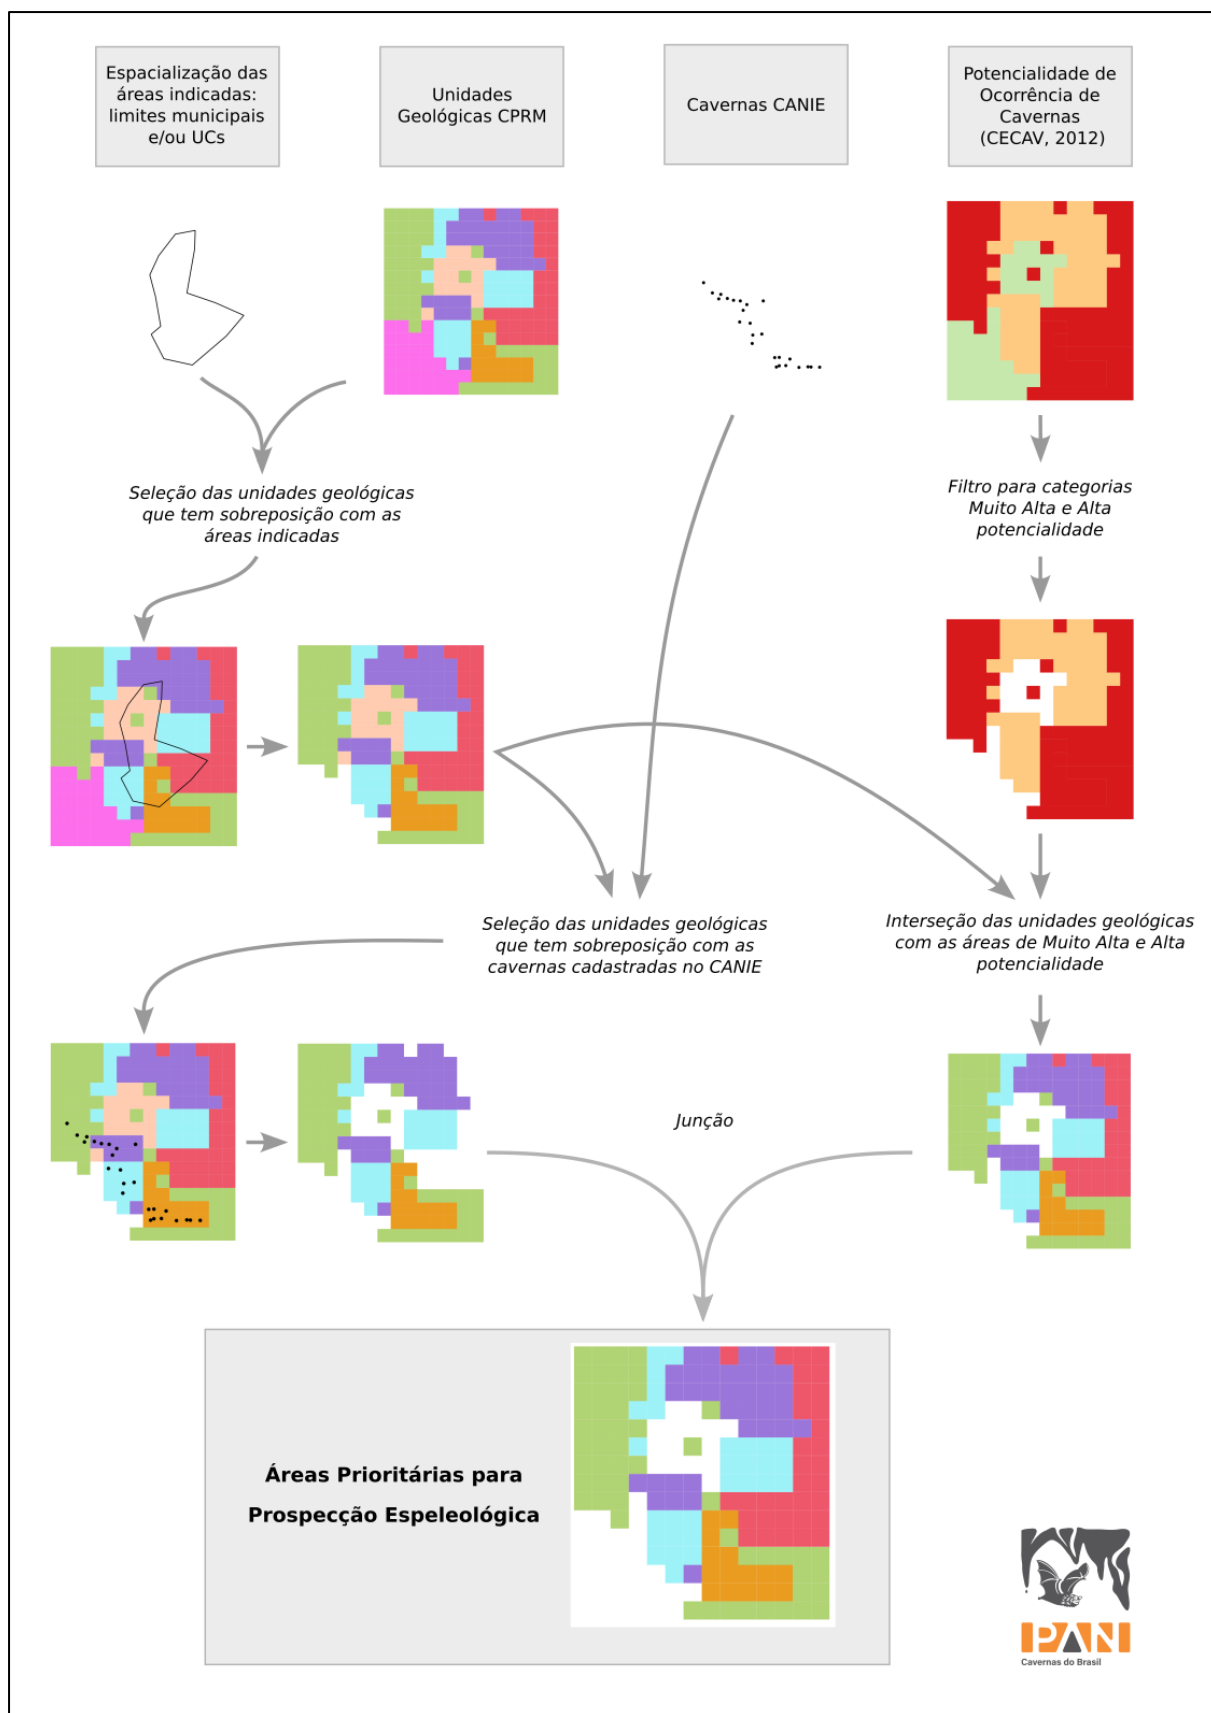 Espacialização das
áreas indicadas:
limites municipais
e/ou UCs
Unidades
Geológicas CPRM
Cavernas CANIE
Potencialidade de
Ocorrência de
Cavernas
(CECAV, 2012)
Seleção das unidades geológicas
que tem sobreposição com as
áreas indicadas
Filtro para categorias
Muito Alta e Alta
potencialidade
Seleção das unidades geológicas
que tem sobreposição com as
cavernas cadastradas no CANIE
Interseção das unidades geológicas
com as áreas de Muito Alta e Alta
potencialidade
Junção
Áreas Prioritárias para
Prospecção Espeleológica
PAN
Cavernas do Brasil